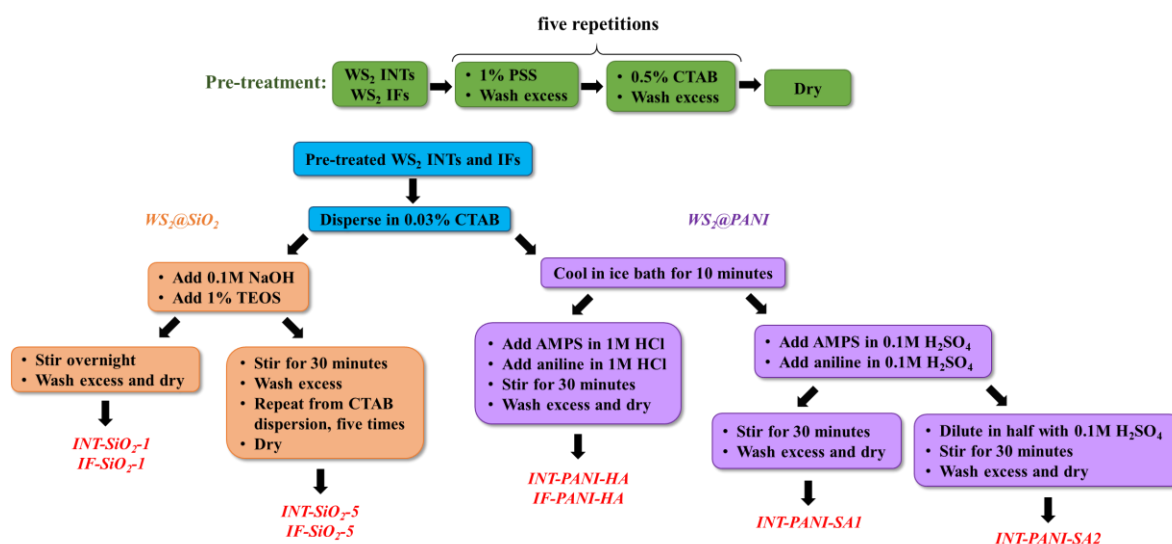 five repetitions
Pre-treatment:
WS₂ INTs
WS₂ IFs
• 1% PSS
• Wash excess
• 0.5% CTAB
• Wash excess
Dry
Pre-treated WS₂ INTs and IFs
Disperse in 0.03% CTAB
WS₂@SiO₂
WS₂@PANI
• Add 0.1M NaOH
• Add 1% TEOS
Cool in ice bath for 10 minutes
• Stir overnight
• Wash excess and dry
• Stir for 30 minutes
• Wash excess
• Repeat from CTAB
dispersion, five times
• Dry
• Add AMPS in 1M HCl
• Add aniline in 1M HCl
• Stir for 30 minutes
• Wash excess and dry
• Add AMPS in 0.1M H₂SO₄
• Add aniline in 0.1M H₂SO₄
• Stir for 30 minutes
• Wash excess and dry
• Dilute in half with 0.1M H₂SO₄
• Stir for 30 minutes
• Wash excess and dry
INT-SiO₂-1
IF-SiO₂-1
INT-SiO₂-5
IF-SiO₂-5
INT-PANI-HA
IF-PANI-HA
INT-PANI-SA1
INT-PANI-SA2